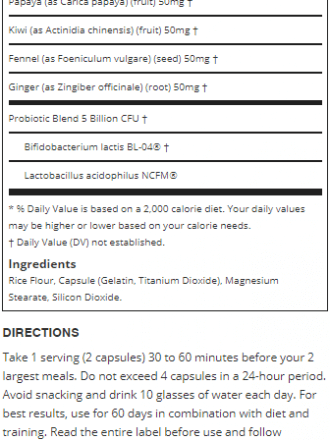 Papaya (as Carica papaya) (fruit) 50mg †
Kiwi (as Actinidia chinensis) (fruit) 50mg †
Fennel (as Foeniculum vulgare) (seed) 50mg †
Ginger (as Zingiber officinale) (root) 50mg †
Probiotic Blend 5 Billion CFU †
Bifidobacterium lactis BL-04® †
Lactobacillus acidophilus NCFM®
* % Daily Value is based on a 2,000 calorie diet. Your daily values
may be higher or lower based on your calorie needs.
† Daily Value (DV) not established.
Ingredients
Rice Flour, Capsule (Gelatin, Titanium Dioxide), Magnesium
Stearate, Silicon Dioxide.
DIRECTIONS
Take 1 serving (2 capsules) 30 to 60 minutes before your 2
largest meals. Do not exceed 4 capsules in a 24-hour period.
Avoid snacking and drink 10 glasses of water each day. For
best results, use for 60 days in combination with diet and
training. Read the entire label before use and follow